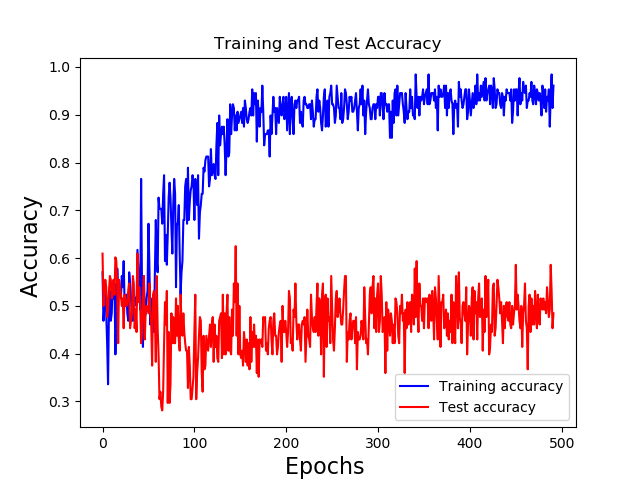 Training and Test Accuracy
1.0
0.9
0.8
0.7
0.6
0.5
0.4
0.3
Accuracy
Training accuracy
Test accuracy
0 100 200 300 400 500
Epochs